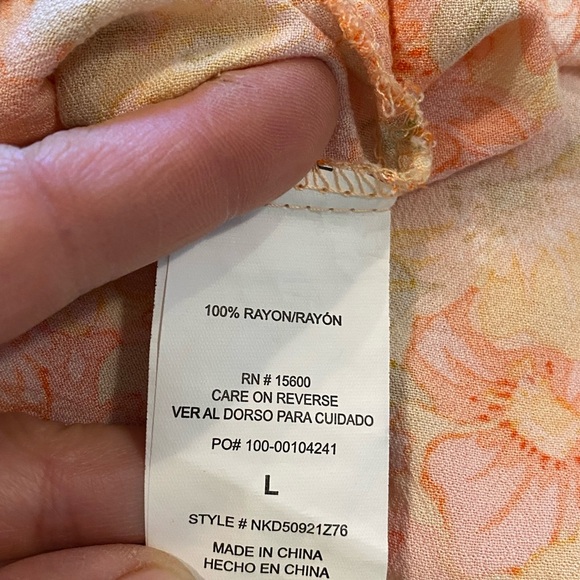 100% RAYON/RAYÓN
RN # 15600
CARE ON REVERSE
VER AL DORSO PARA CUIDADO
PO# 100-00104241
L
STYLE # NKD50921Z76
MADE IN CHINA
HECHO EN CHINA